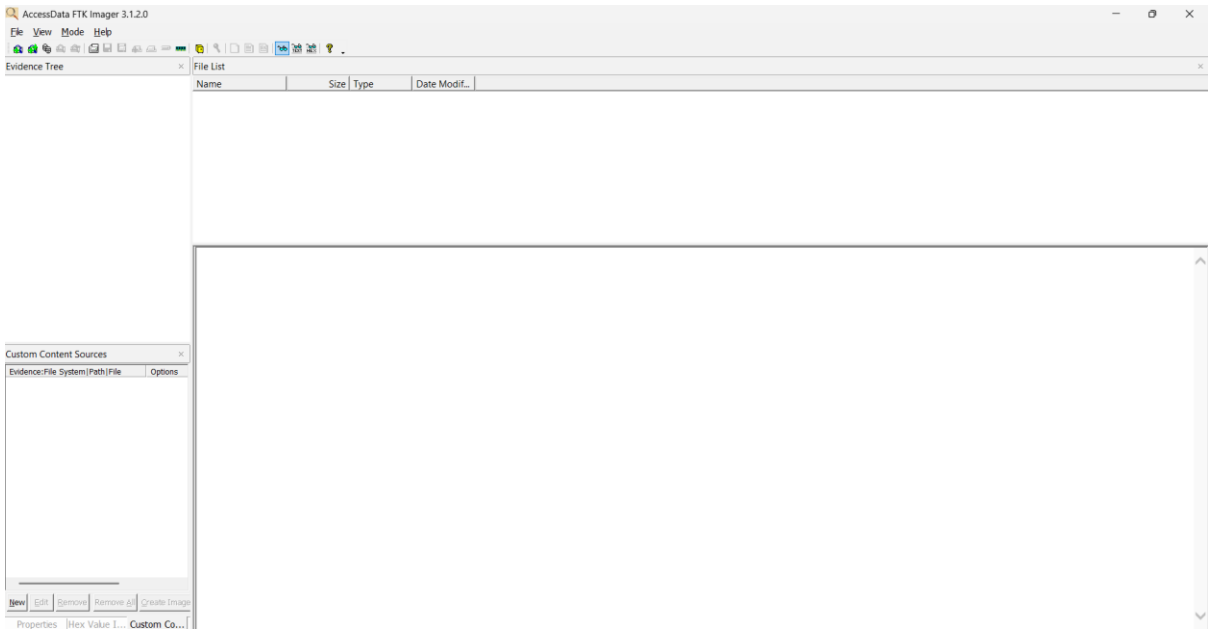 AccessData FTK Imager 3.1.2.0
File View Mode Help
Evidence Tree
File List
Name Size Type Date Modif...
Custom Content Sources
Evidence:File System|Path|File Options
New Edit Remove Remove All Create Image
Properties Hex Value I... Custom Co...